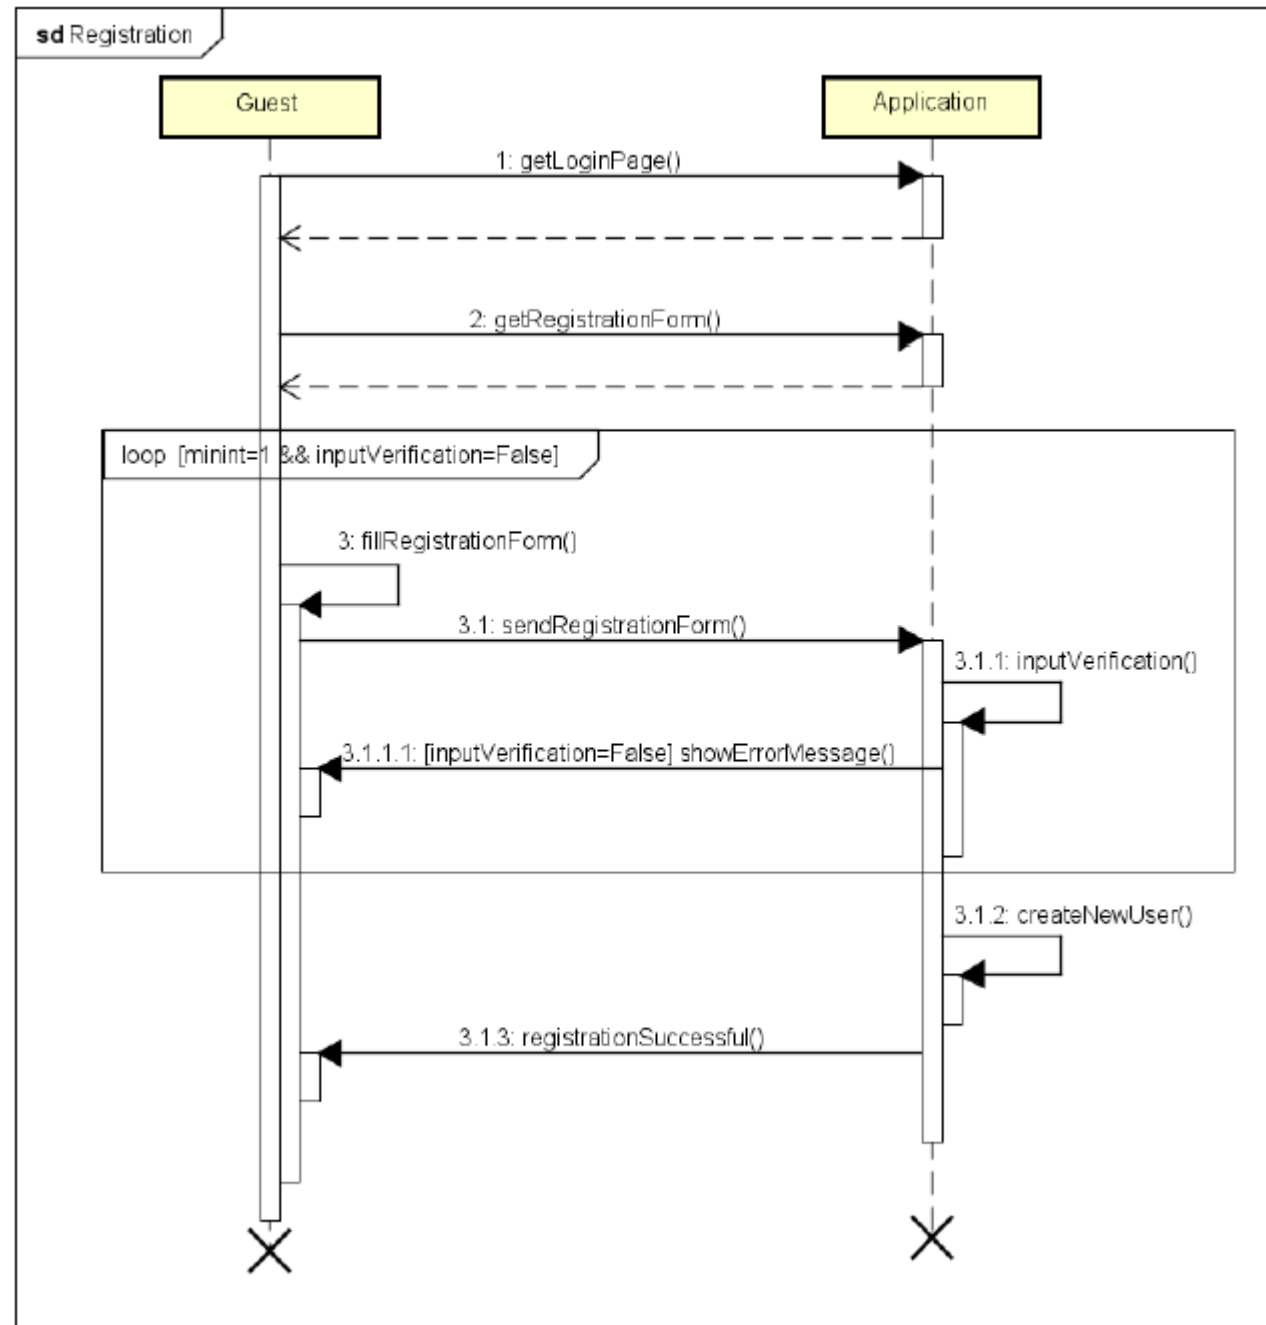 sd Registration
Guest
Application
1: getLoginPage()
2: getRegistrationForm()
loop [minint=1 && inputVerification=False]
3: fillRegistrationForm()
3.1: sendRegistrationForm()
3.1.1: inputVerification()
3.1.1.1: [inputVerification=False] showErrorMessage()
3.1.2: createNewUser()
3.1.3: registrationSuccessful()